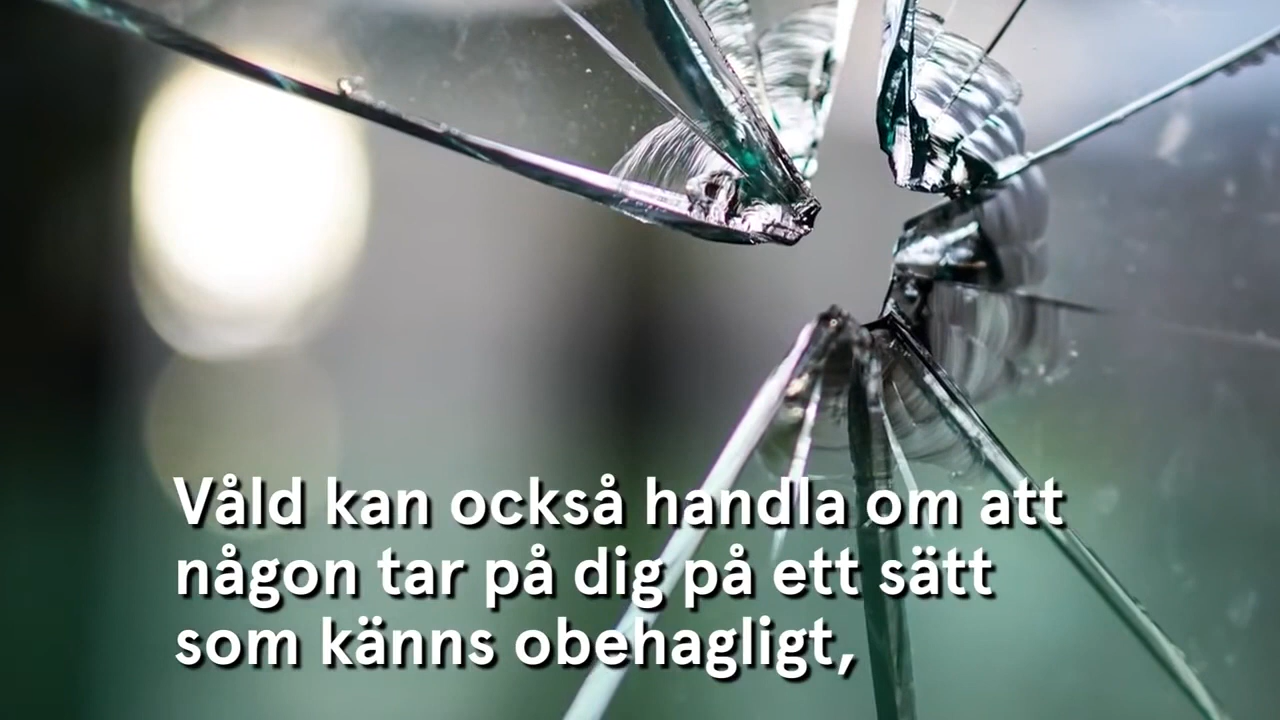 Våld kan också handla om att
någon tar på dig på ett sätt
som känns obehagligt,